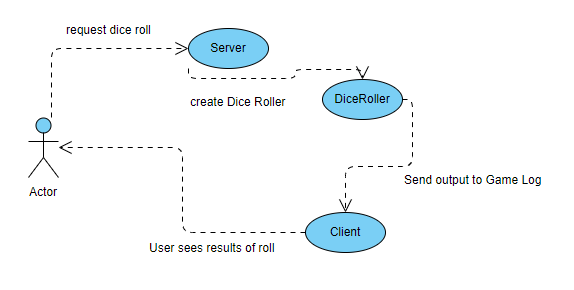 request dice roll
Server
create Dice Roller
DiceRoller
Actor
Send output to Game Log
Client
User sees results of roll